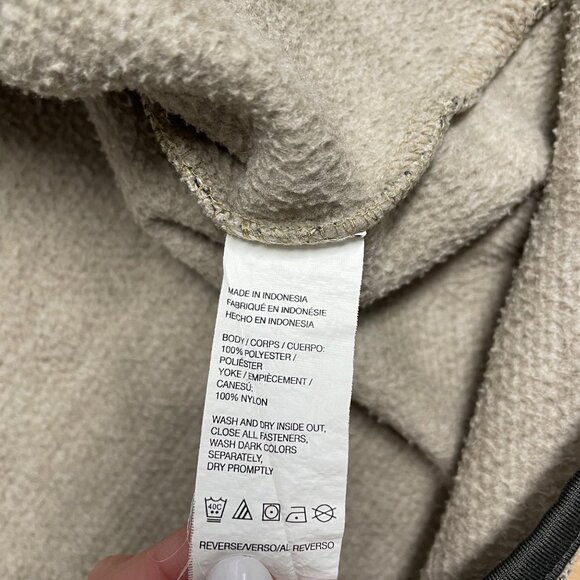 MADE IN INDONESIA
FABRIQUÉ EN INDONÉSIE
HECHO EN INDONESIA
BODY / CORPS / CUERPO:
100% POLYESTER /
POLIÉSTER
YOKE / EMPIÈCEMENT /
CANESÚ:
100% NYLON
WASH AND DRY INSIDE OUT,
CLOSE ALL FASTENERS,
WASH DARK COLORS
SEPARATELY,
DRY PROMPTLY
40C
REVERSE/VERSO/AL REVERSO